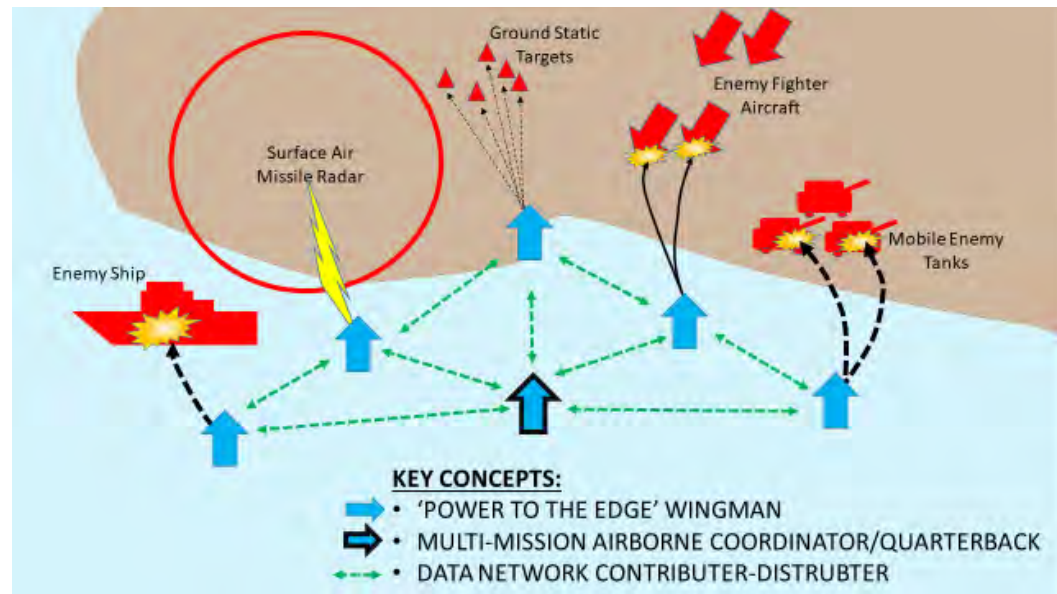 Ground Static
Targets
Enemy Fighter
Aircraft
Surface Air
Missile Radar
Mobile Enemy
Tanks
Enemy Ship
KEY CONCEPTS:
• ‘POWER TO THE EDGE’ WINGMAN
• MULTI-MISSION AIRBORNE COORDINATOR/QUARTERBACK
• DATA NETWORK CONTRIBUTER-DISTRUBTER